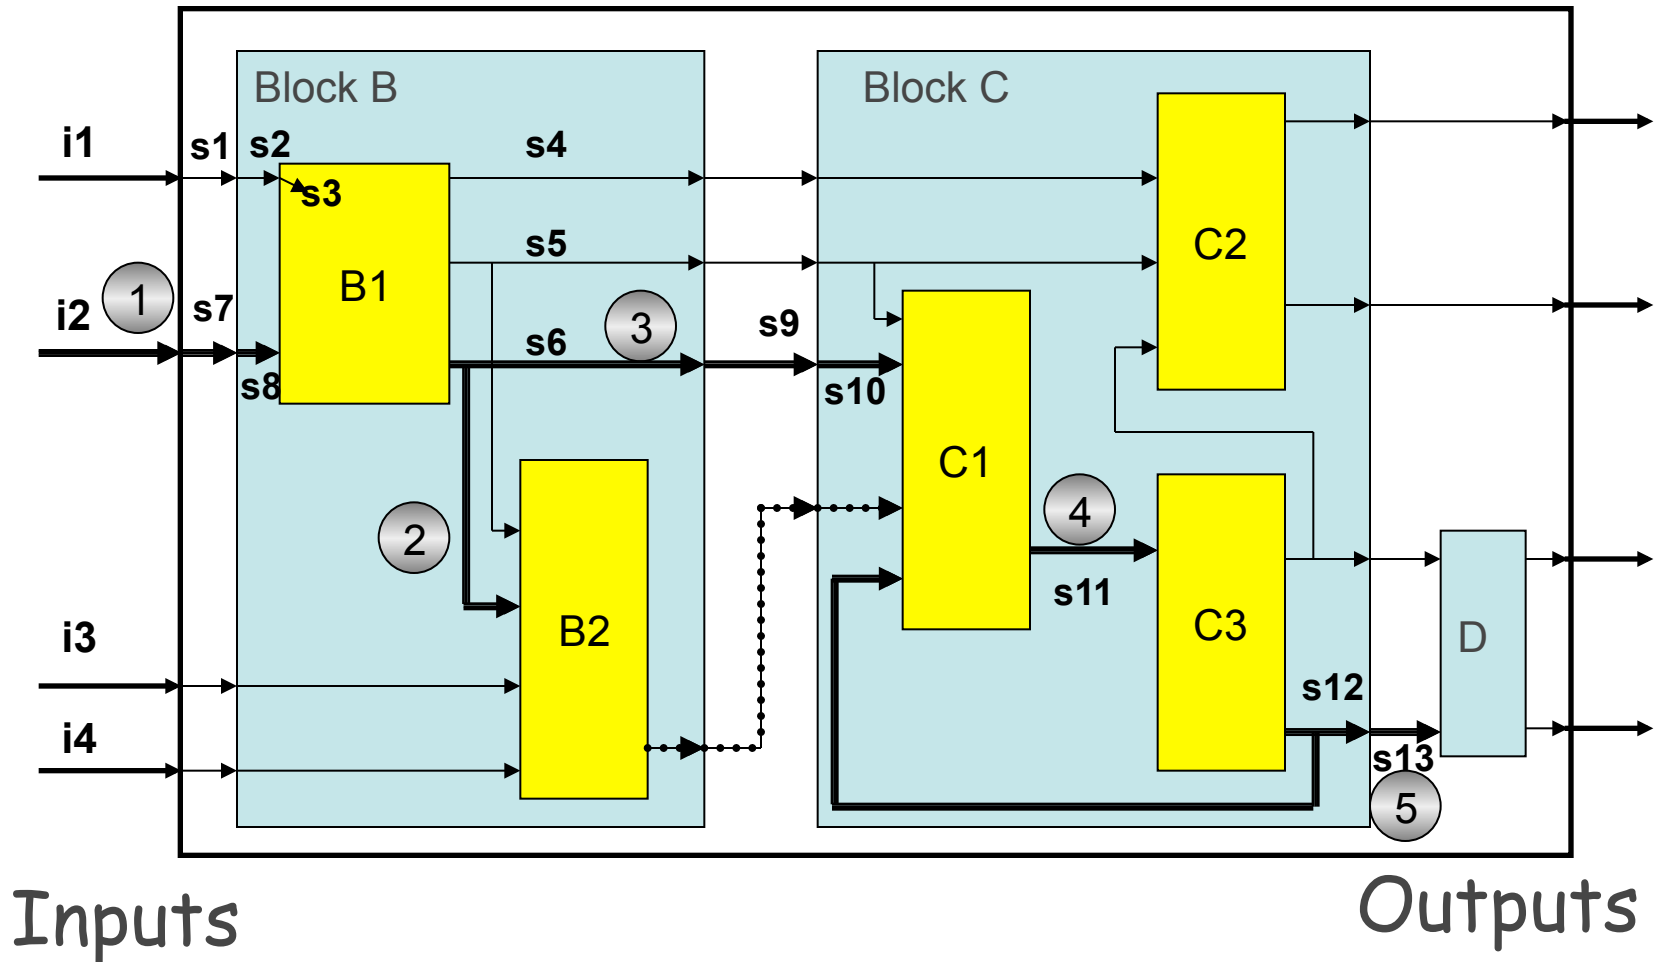 Block B
Block C
i1
s1
s2
s4
s3
s5
C2
B1
1
i2
s7
s6
3
s9
s8
s10
C1
4
2
s11
C3
B2
i3
D
s12
i4
s13
5
Inputs
Outputs